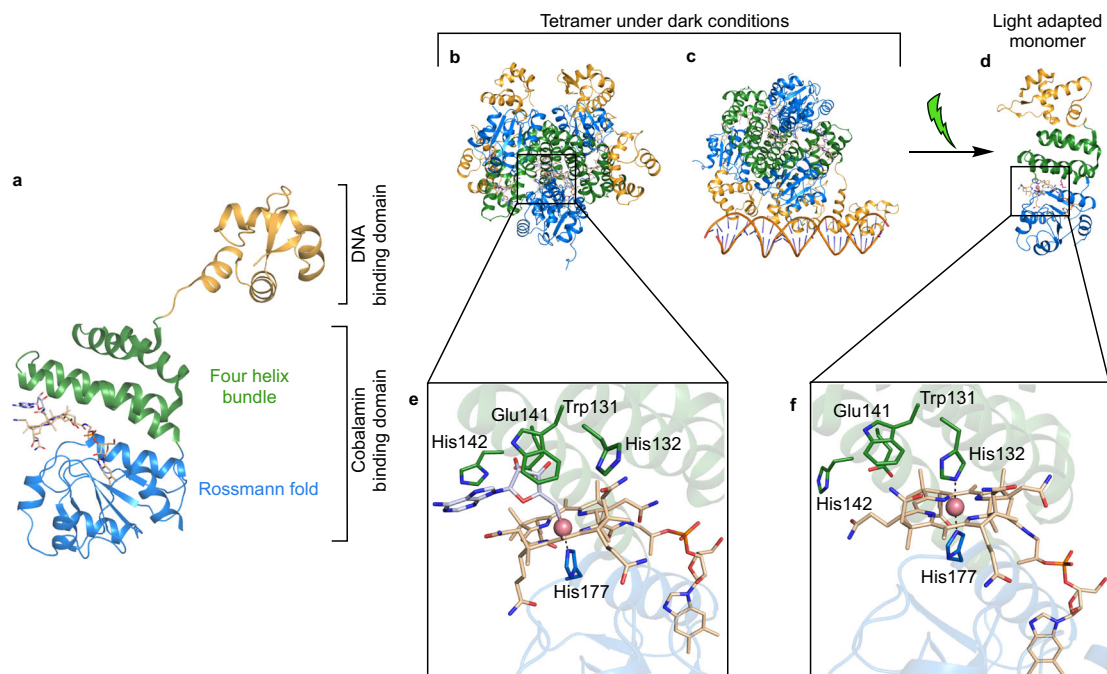 Tetramer under dark conditions
Light adapted
monomer
b
c
d
a
DNA
binding domain
Four helix
bundle
Cobalamin
binding domain
Rossmann fold
e
Trp131
Glu141
His142
His132
His177
f
Trp131
Glu141
His132
His142
His177